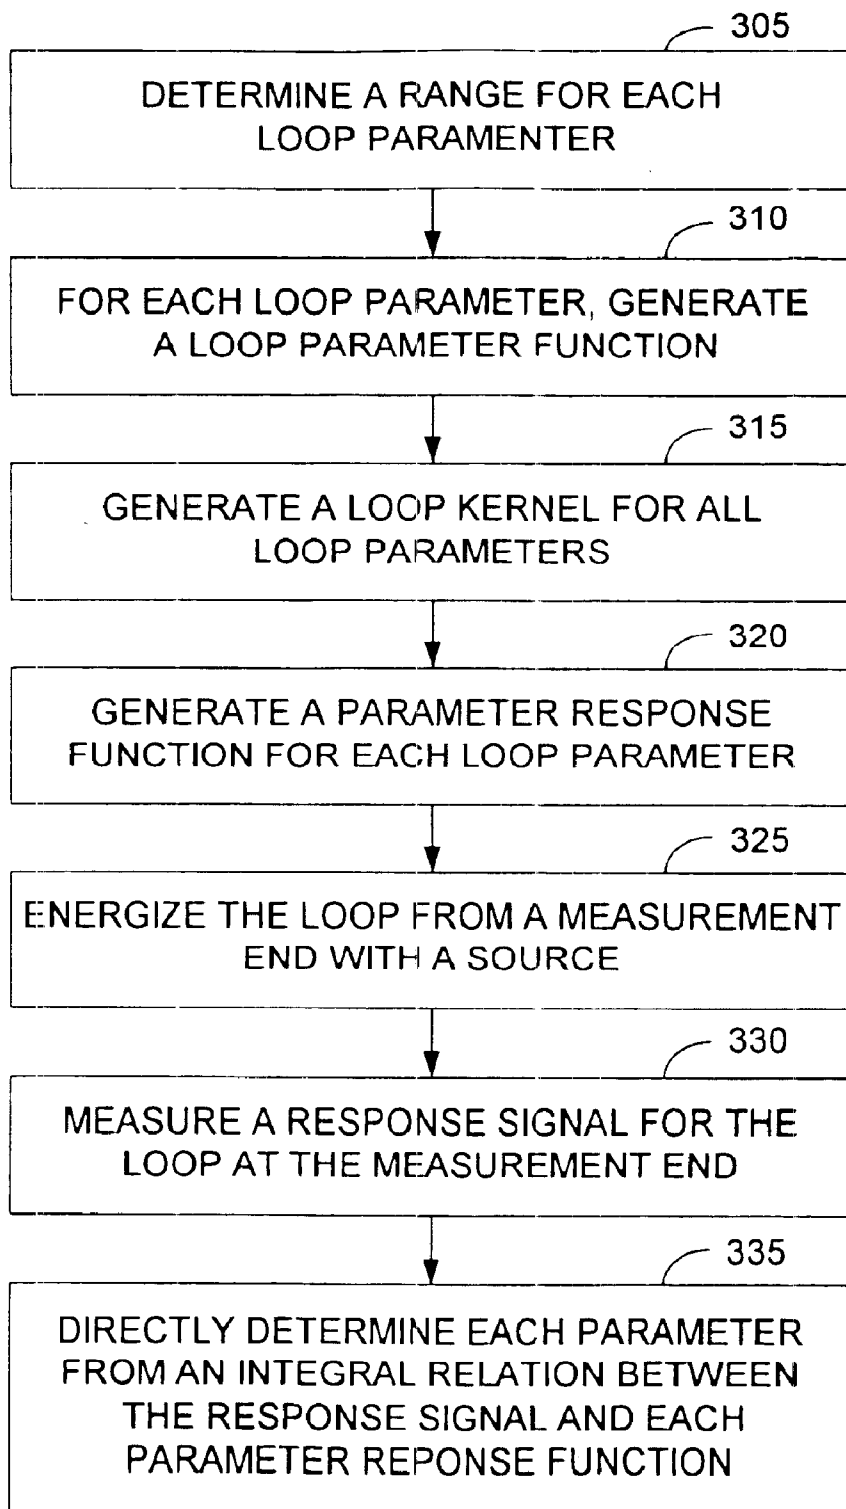 305
DETERMINE A RANGE FOR EACH
LOOP PARAMENTER
310
FOR EACH LOOP PARAMETER, GENERATE
A LOOP PARAMETER FUNCTION
315
GENERATE A LOOP KERNEL FOR ALL
LOOP PARAMETERS
320
GENERATE A PARAMETER RESPONSE
FUNCTION FOR EACH LOOP PARAMETER
325
ENERGIZE THE LOOP FROM A MEASUREMENT
END WITH A SOURCE
330
MEASURE A RESPONSE SIGNAL FOR THE
LOOP AT THE MEASUREMENT END
335
DIRECTLY DETERMINE EACH PARAMETER
FROM AN INTEGRAL RELATION BETWEEN
THE RESPONSE SIGNAL AND EACH
PARAMETER REPONSE FUNCTION